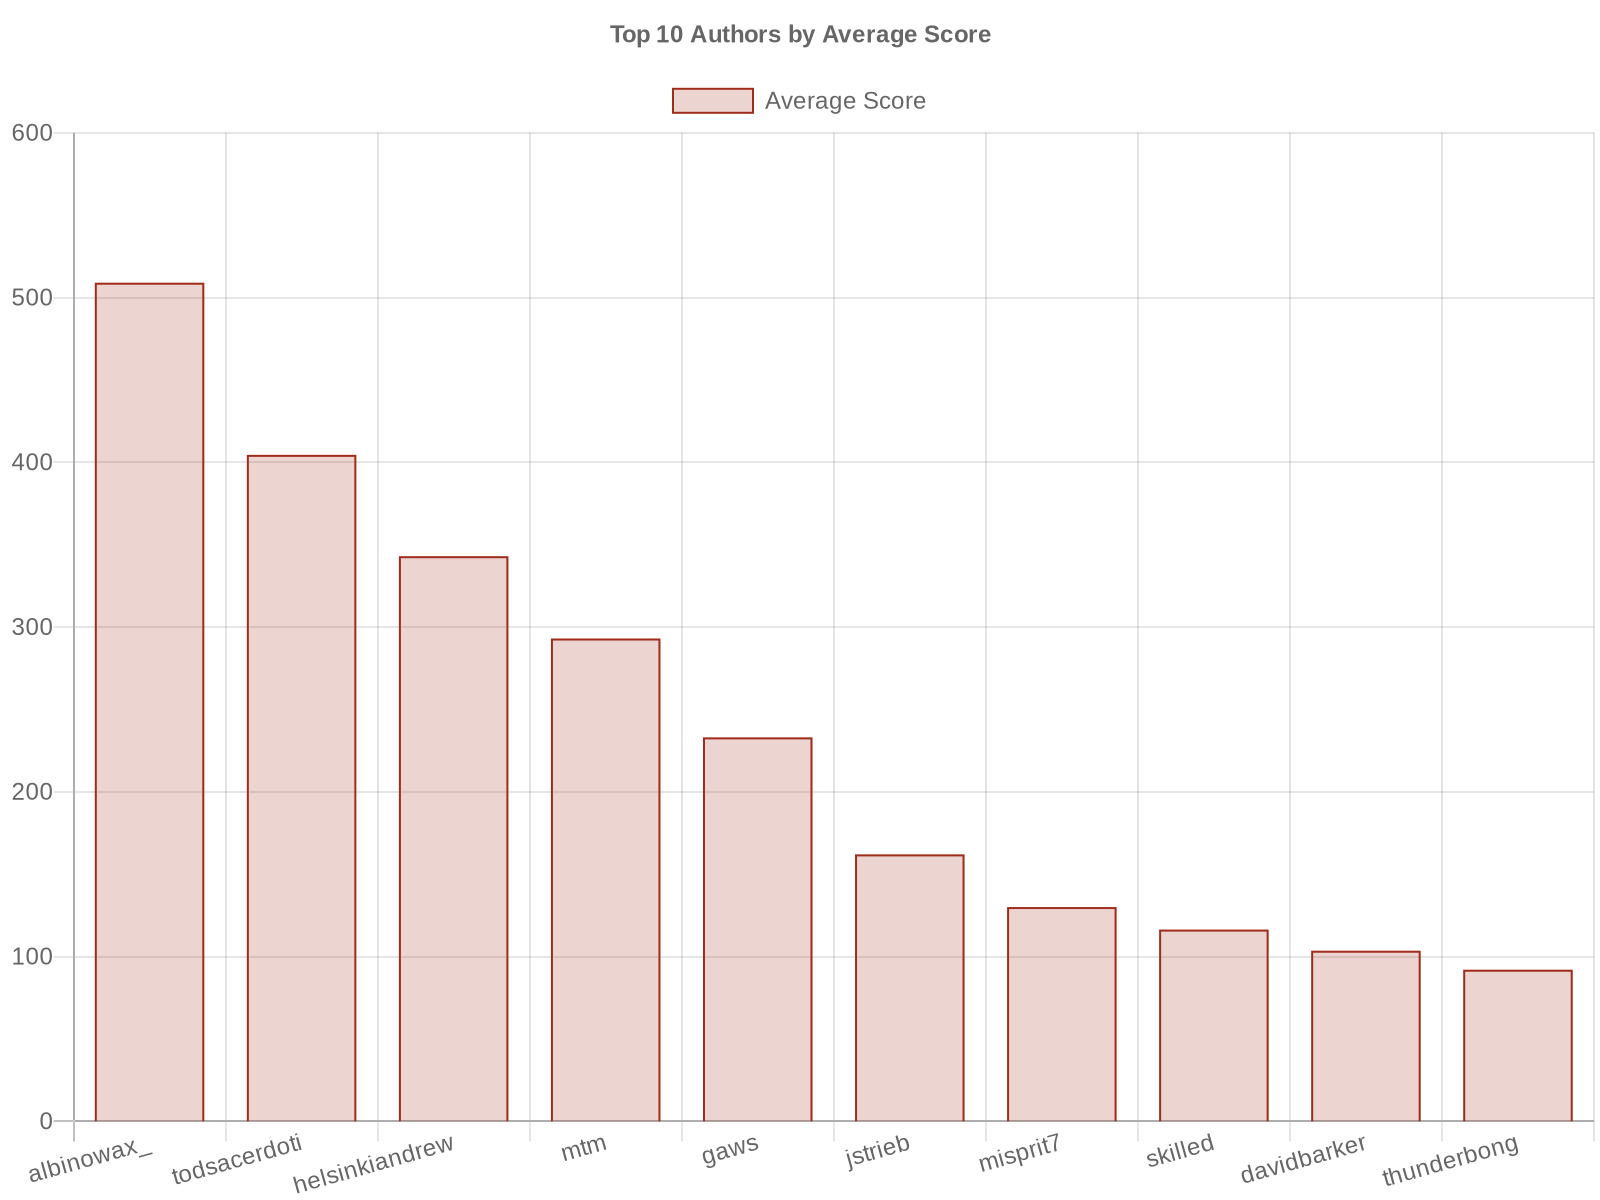 Top 10 Authors by Average Score
Average Score
600
500
400
300
200
100
0
albinowax_
todsacerdoti
helsinkiandrew
mtm
gaws
jstrieb
misprit7
skilled
davidbarker
thunderbong